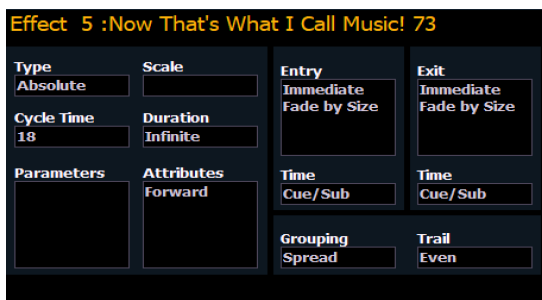 Effect 5 :Now That's What I Call Music! 73
Type
Absolute
Scale
Cycle Time
18
Duration
Infinite
Parameters
Attributes
Forward
Entry
Immediate
Fade by Size
Time
Cue/Sub
Exit
Immediate
Fade by Size
Time
Cue/Sub
Grouping
Spread
Trail
Even